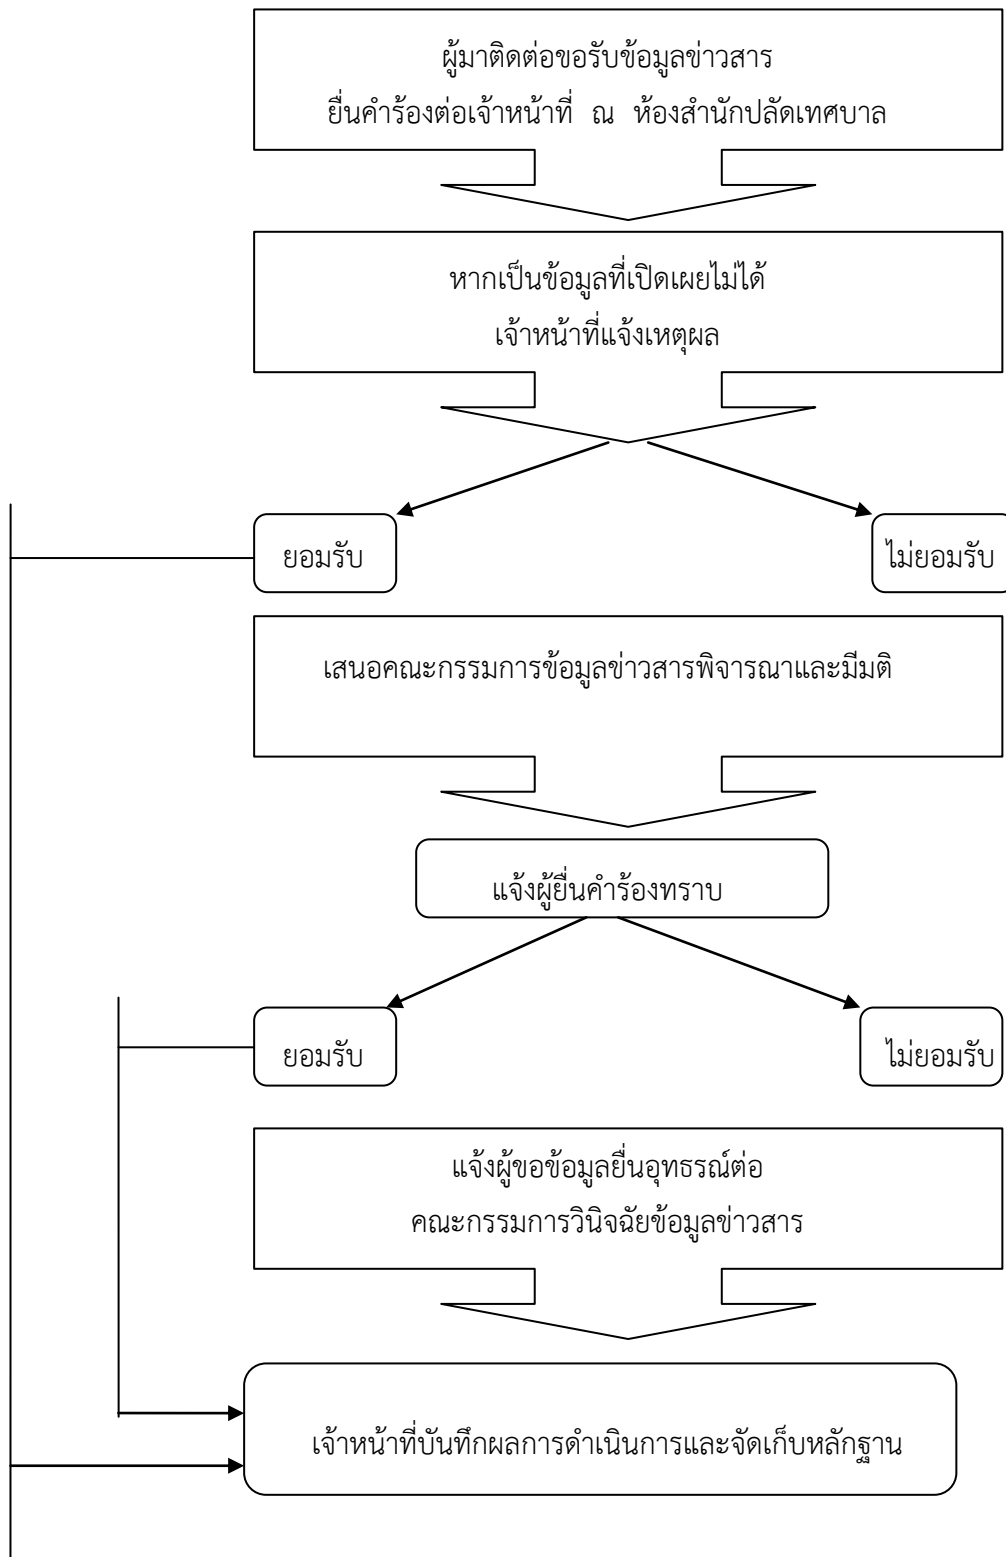 ผู้มาติดต่อขอรับข้อมูลข่าวสาร
ยื่นคำร้องต่อเจ้าหน้าที่ ณ ห้องสำนักปลัดเทศบาล
หากเป็นข้อมูลที่เปิดเผยไม่ได้
เจ้าหน้าที่แจ้งเหตุผล
ยอมรับ
ไม่ยอมรับ
เสนอคณะกรรมการข้อมูลข่าวสารพิจารณาและมีมติ
แจ้งผู้ยื่นคำร้องทราบ
ยอมรับ
ไม่ยอมรับ
แจ้งผู้ขอข้อมูลยื่นอุทธรณ์ต่อ
คณะกรรมการวินิจฉัยข้อมูลข่าวสาร
เจ้าหน้าที่บันทึกผลการดำเนินการและจัดเก็บหลักฐาน